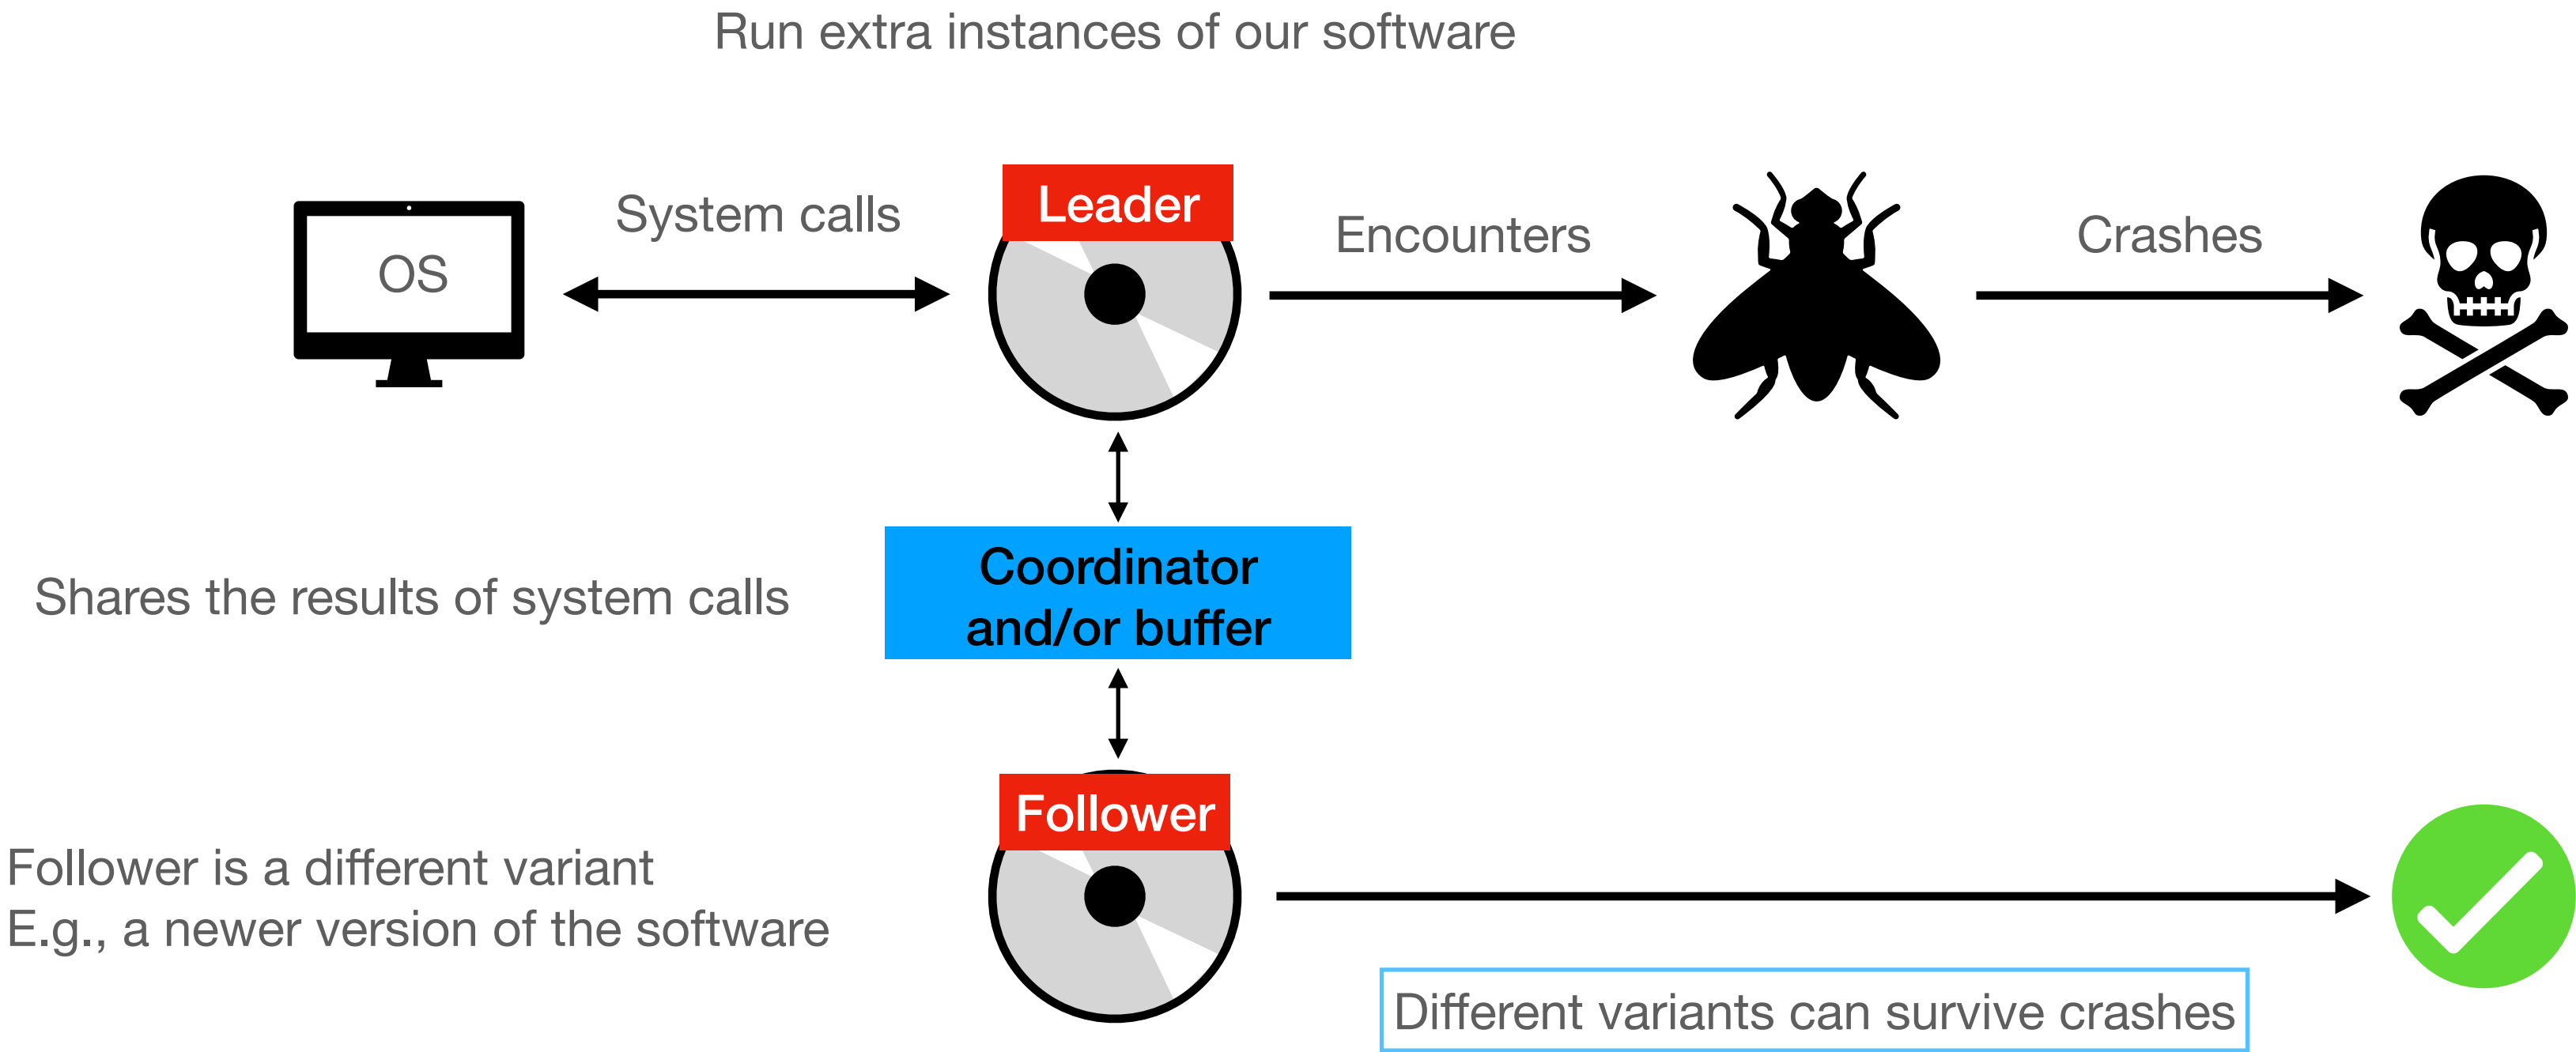 Run extra instances of our software
OS
System calls
Leader
Encounters
Crashes
Shares the results of system calls
Coordinator
and/or buffer
Follower
Follower is a different variant
E.g., a newer version of the software
Different variants can survive crashes